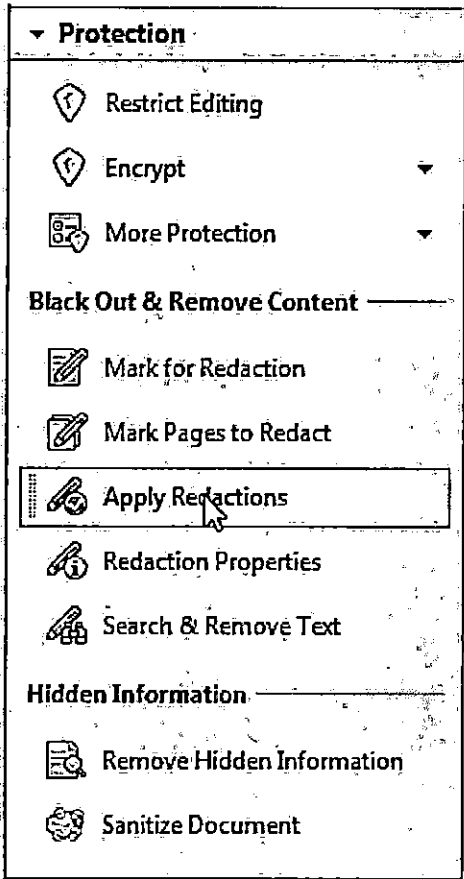 Protection
Restrict Editing
Encrypt
More Protection
Black Out & Remove Content
Mark for Redaction
Mark Pages to Redact
Apply Redactions
Redaction Properties
Search & Remove Text
Hidden Information
Remove Hidden Information
Sanitize Document